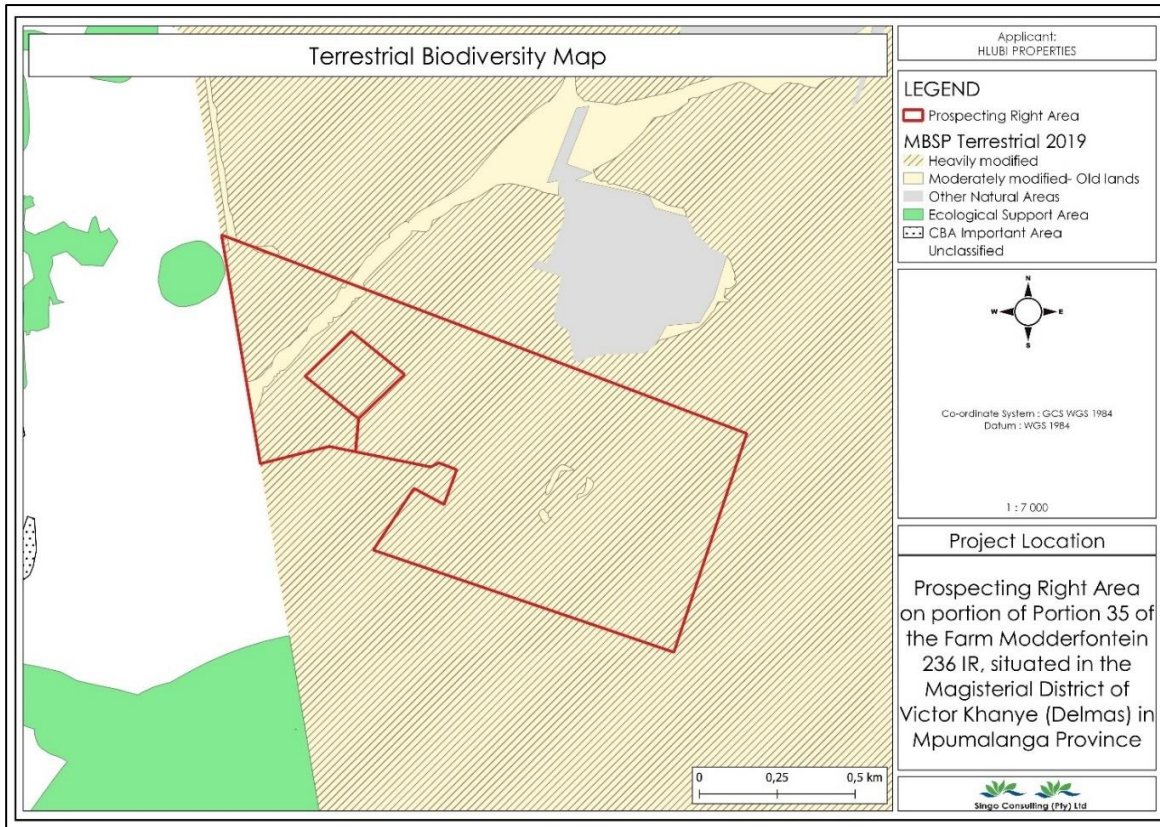 Terrestrial Biodiversity Map
Applicant:
HLUBI PROPERTIES
LEGEND
Prospecting Right Area
MBSP Terrestrial 2019
Heavily modified
Moderately modified- Old lands
Other Natural Areas
Ecological Support Area
CBA Important Area
Unclassified
N
W E
S
Co-ordinate System : GCS WGS 1984
Datum : WGS 1984
1 : 7 000
Project Location
Prospecting Right Area
on portion of Portion 35 of
the Farm Modderfontein
236 IR, situated in the
Magisterial District of
Victor Khanye (Delmas) in
Mpumalanga Province
0 0,25 0,5 km
Singo Consulting (Pty) Ltd